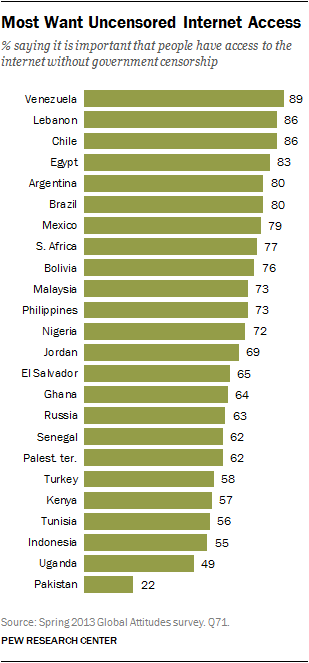 Most Want Uncensored Internet Access
% saying it is important that people have access to the
internet without government censorship
Venezuela 89
Lebanon 86
Chile 86
Egypt 83
Argentina 80
Brazil 80
Mexico 79
S. Africa 77
Bolivia 76
Malaysia 73
Philippines 73
Nigeria 72
Jordan 69
El Salvador 65
Ghana 64
Russia 63
Senegal 62
Palest. ter. 62
Turkey 58
Kenya 57
Tunisia 56
Indonesia 55
Uganda 49
Pakistan 22
Source: Spring 2013 Global Attitudes survey. Q71.
PEW RESEARCH CENTER